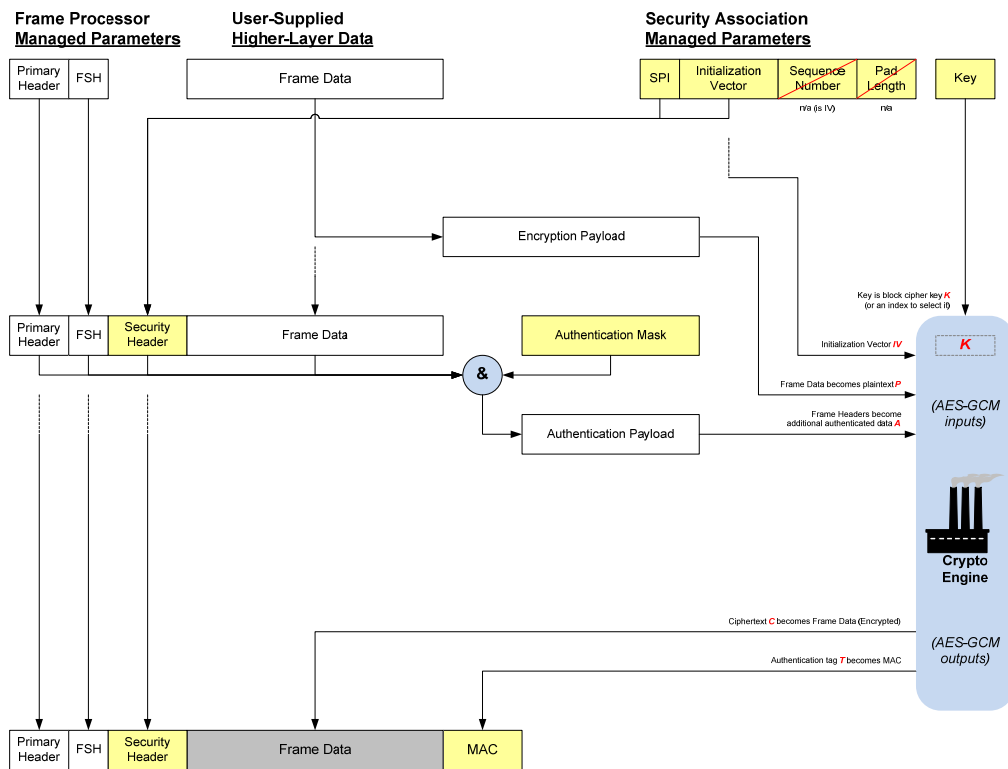 Frame Processor
Managed Parameters
User-Supplied
Higher-Layer Data
Security Association
Managed Parameters
Primary
Header
FSH
Frame Data
SPI
Initialization
Vector
Sequence
Number
Pad
Length
Key
n/a (is IV)
n/a
Encryption Payload
Key is block cipher key K
(or an index to select it)
Primary
Header
FSH
Security
Header
Frame Data
Authentication Mask
Initialization Vector IV
K
&
Frame Data becomes plaintext P
(AES-GCM
inputs)
Frame Headers become
additional authenticated data A
Authentication Payload
Crypto
Engine
Ciphertext C becomes Frame Data (Encrypted)
(AES-GCM
outputs)
Authentication tag T becomes MAC
Primary
Header
FSH
Security
Header
Frame Data
MAC